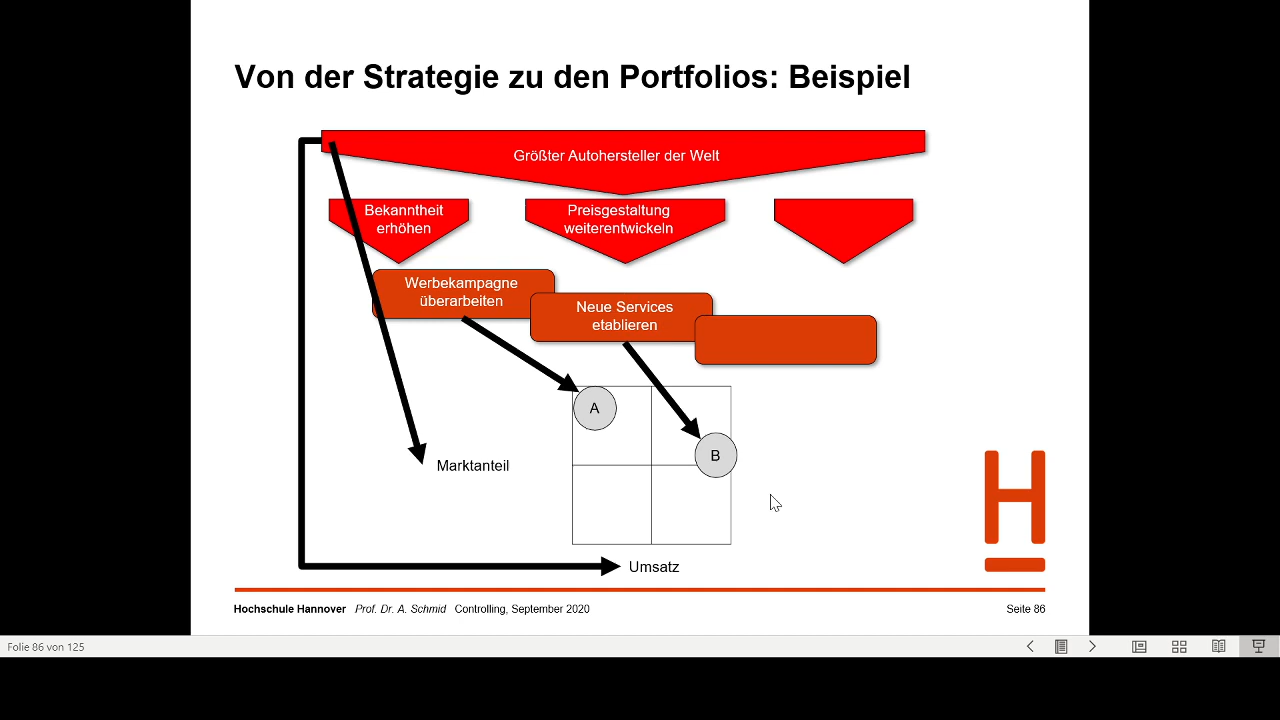 Von der Strategie zu den Portfolios: Beispiel
Größter Autohersteller der Welt
Bekanntheit
erhöhen
Preisgestaltung
weiterentwickeln
Werbekampagne
überarbeiten
Neue Services
etablieren
A
B
Marktanteil
Umsatz
H
Hochschule Hannover Prof. Dr. A. Schmid Controlling, September 2020
Seite 86
Folie 86 von 125